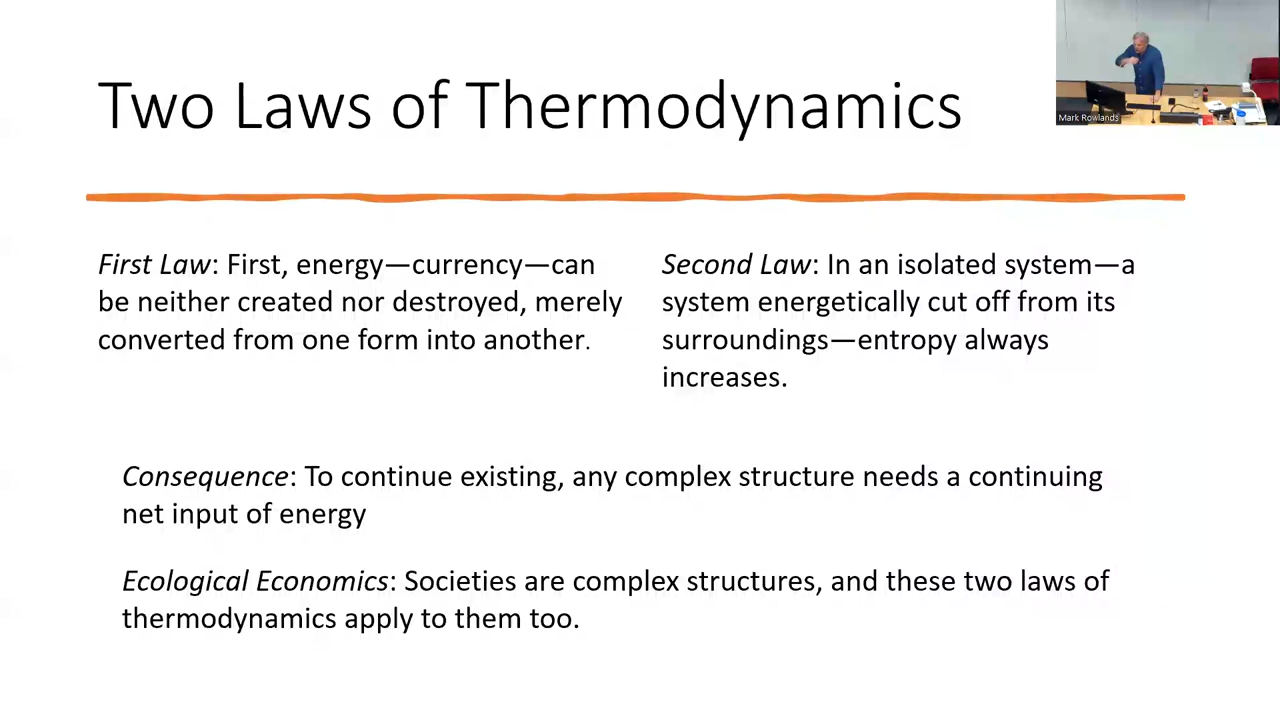 Two Laws of Thermodynamics
Mark Rowlands
First Law: First, energy—currency—can
be neither created nor destroyed, merely
converted from one form into another.
Second Law: In an isolated system—a
system energetically cut off from its
surroundings—entropy always
increases.
Consequence: To continue existing, any complex structure needs a continuing
net input of energy
Ecological Economics: Societies are complex structures, and these two laws of
thermodynamics apply to them too.